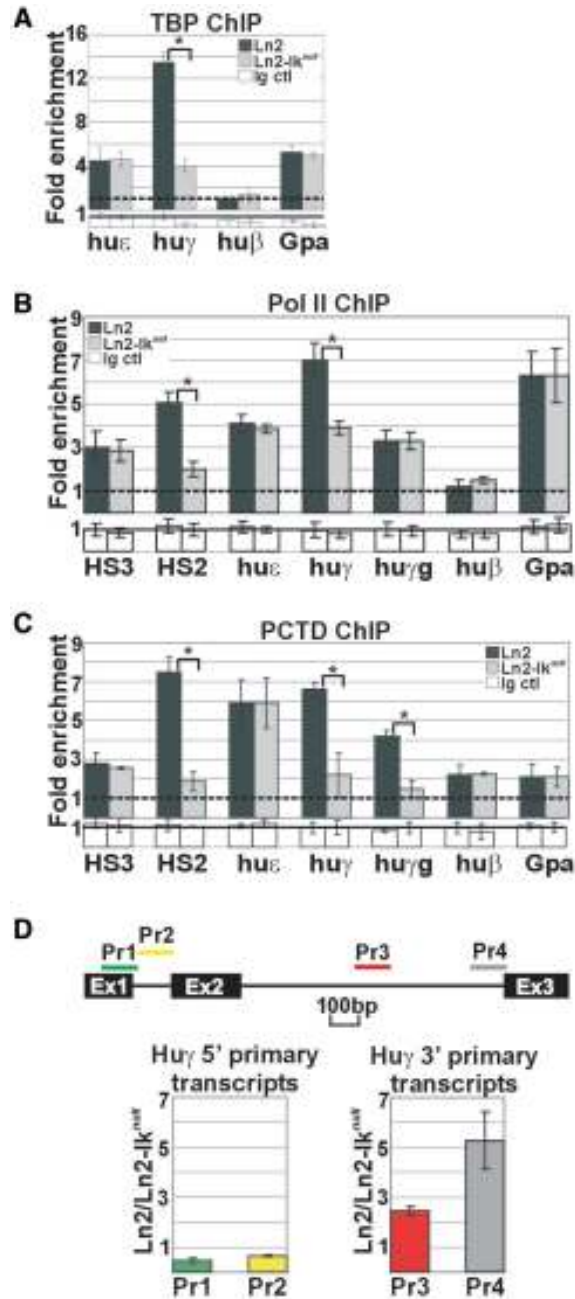 A
TBP ChIP
Fold enrichment
16
12
8
4
1
Ln2
Ln2-Ik
Ig ctl
*
huε huγ huβ Gpa
B
Pol II ChIP
Fold enrichment
9
7
5
3
1
1
Ln2
Ln2-Ik
Ig ctl
* *
HS3 HS2 huε huγ huγg huβ Gpa
C
PCTD ChIP
Fold enrichment
9
7
5
3
1
1
Ln2
Ln2-Ik
Ig ctl
* * *
HS3 HS2 huε huγ huγg huβ Gpa
D
Pr1 Pr2 Pr3 Pr4
Ex1 Ex2 Ex3
100bp
Huγ 5' primary
transcripts
Ln2/Ln2-Ik
7
5
3
1
Pr1 Pr2
Huγ 3' primary
transcripts
Ln2/Ln2-Ik
7
5
3
1
Pr3 Pr4